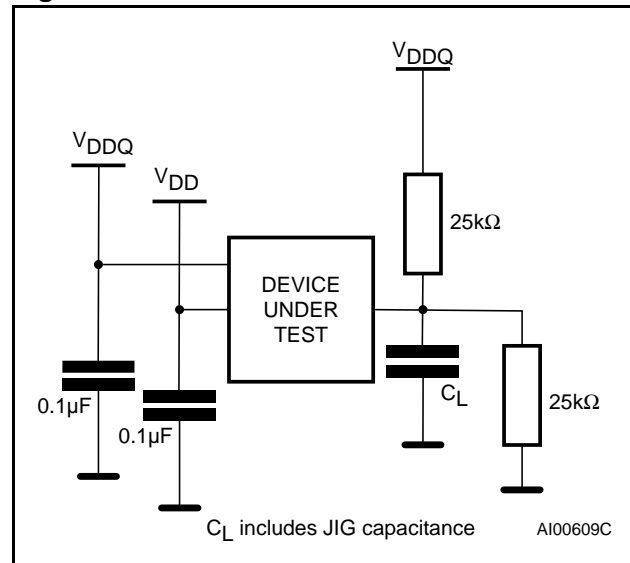 VDDQ
VDDQ
VDD
25kΩ
DEVICE
UNDER
TEST
0.1µF
0.1µF
CL
25kΩ
CL includes JIG capacitance
AI00609C